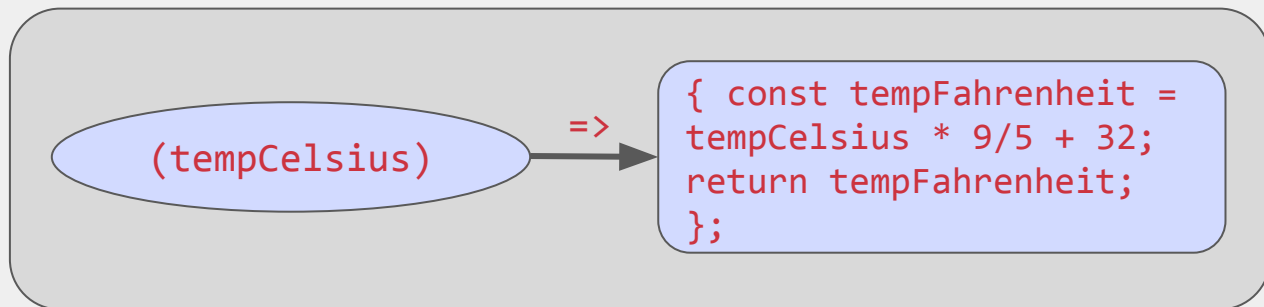 (tempCelsius)
=>
{ const tempFahrenheit =
tempCelsius * 9/5 + 32;
return tempFahrenheit;
};